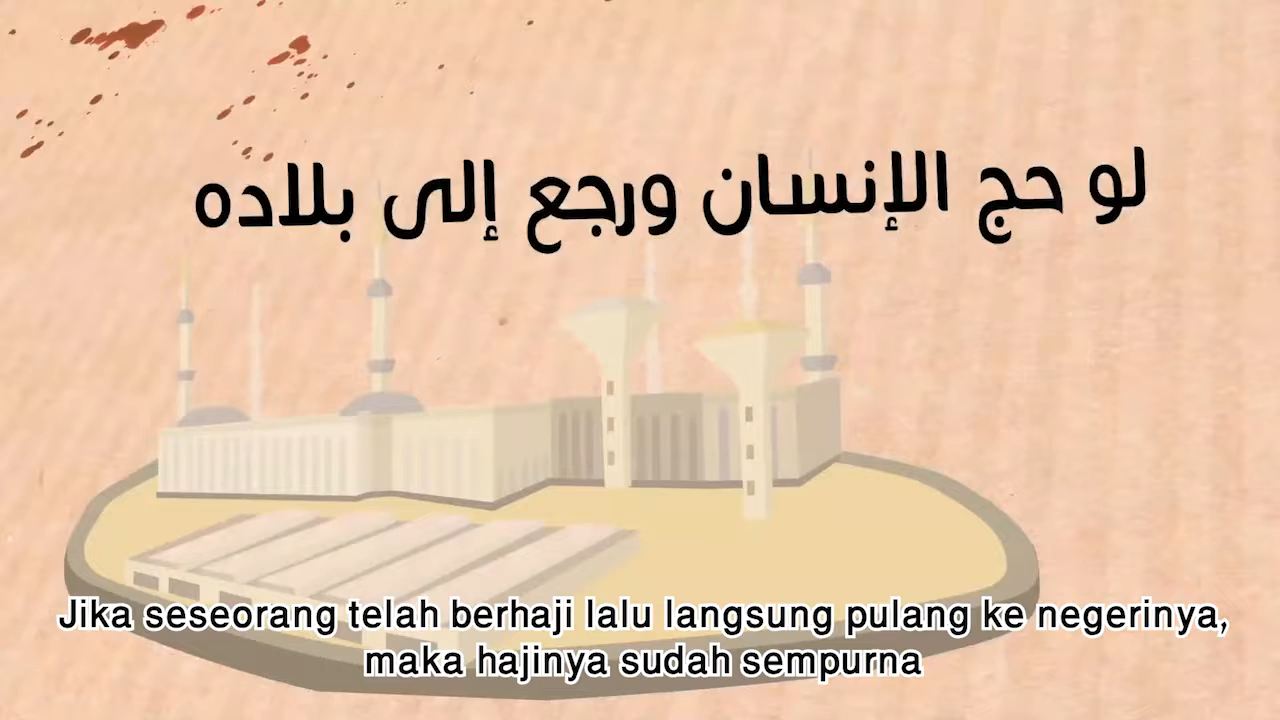 لو حج الإنسان ورجع إلى بلاده
Jika seseorang telah berhaji lalu langsung pulang ke negerinya,
maka hajinya sudah sempurna